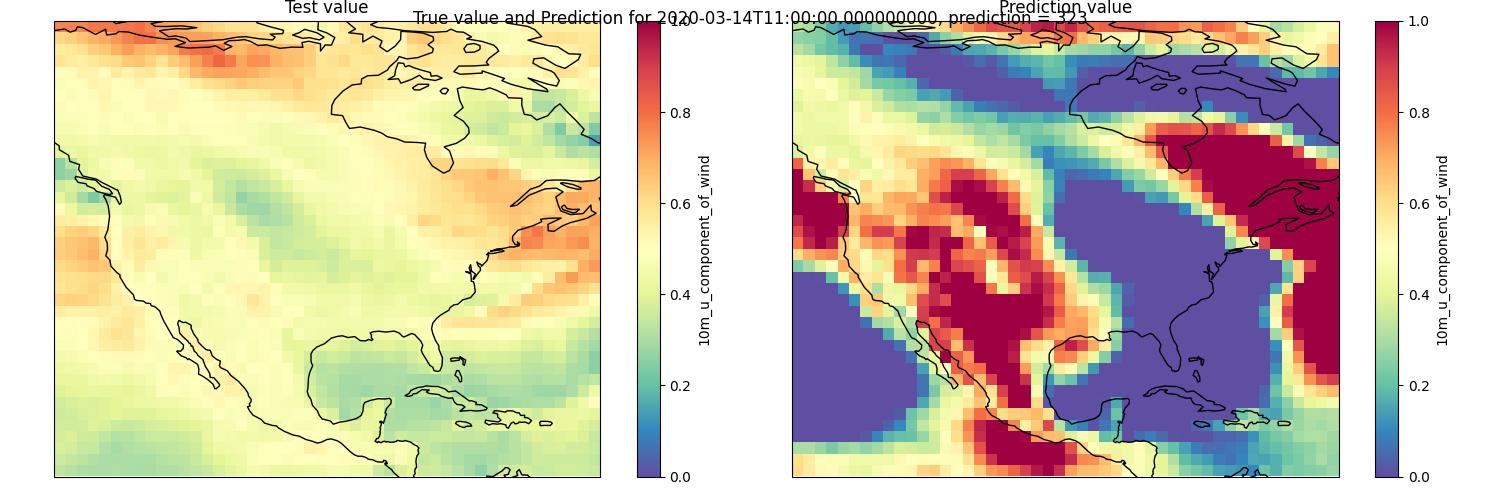 Test value
True value and Prediction for 2020-03-14T11:00:00.000000000, prediction = 323
Prediction value
1.0
0.8
0.6
0.4
0.2
0.0
10m_u_component_of_wind
1.0
0.8
0.6
0.4
0.2
0.0
10m_u_component_of_wind